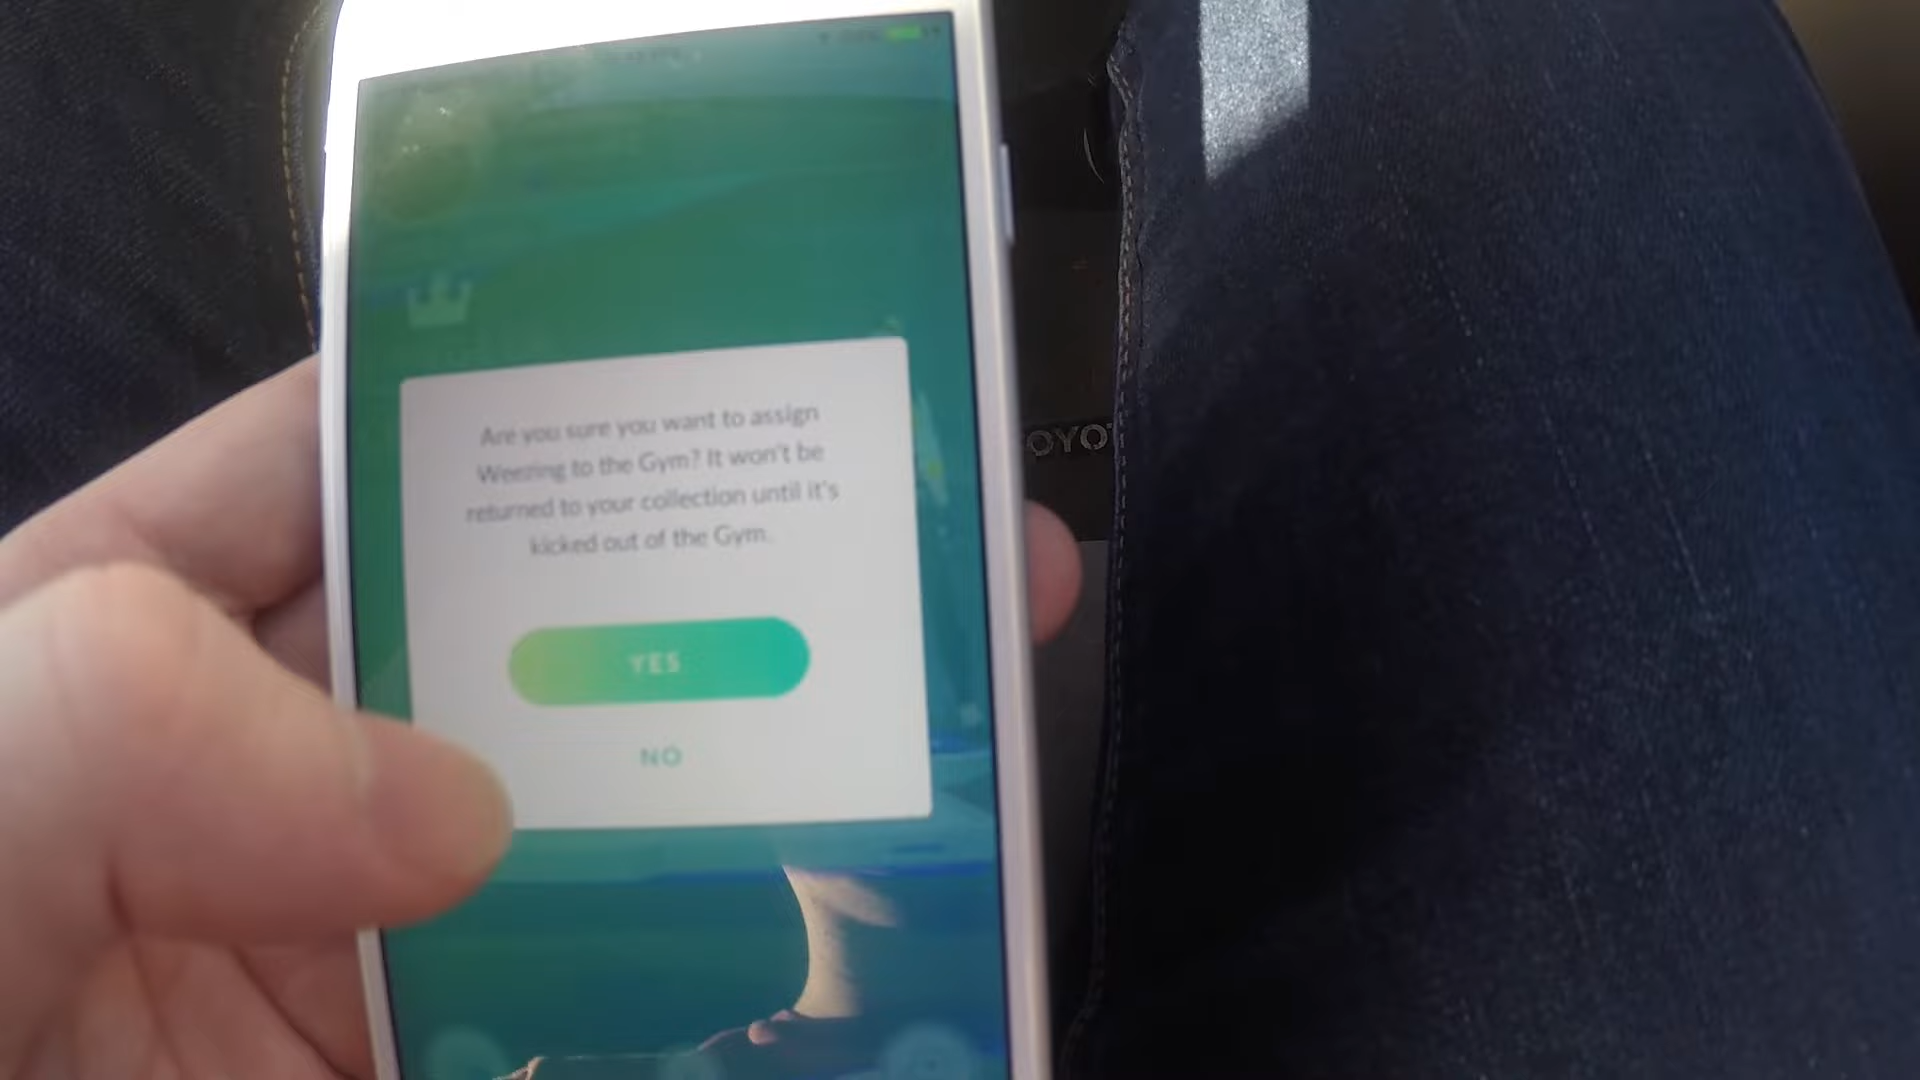 Are you sure you want to assign
Weezing to the Gym? It won't be
returned to your collection until it's
kicked out of the Gym.
YES
NO
OYO